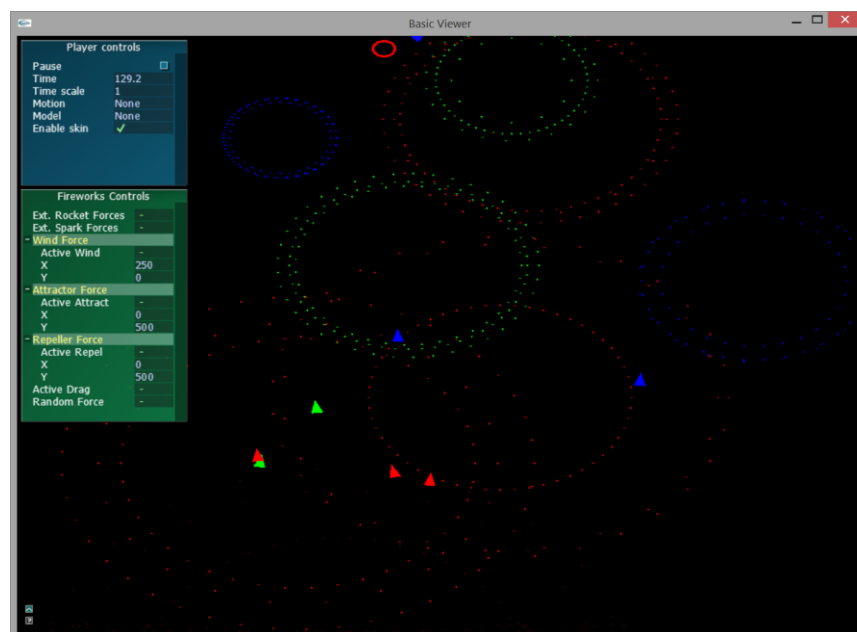 Basic Viewer
Player controls
Pause
Time 129.2
Time scale 1
Motion None
Model None
Enable skin ✓
Fireworks Controls
Ext. Rocket Forces -
Ext. Spark Forces -
- Wind Force
Active Wind -
X 250
Y 0
- Attractor Force
Active Attract -
X 0
Y 500
- Repeller Force
Active Repel -
X 0
Y 500
Active Drag -
Random Force -
?